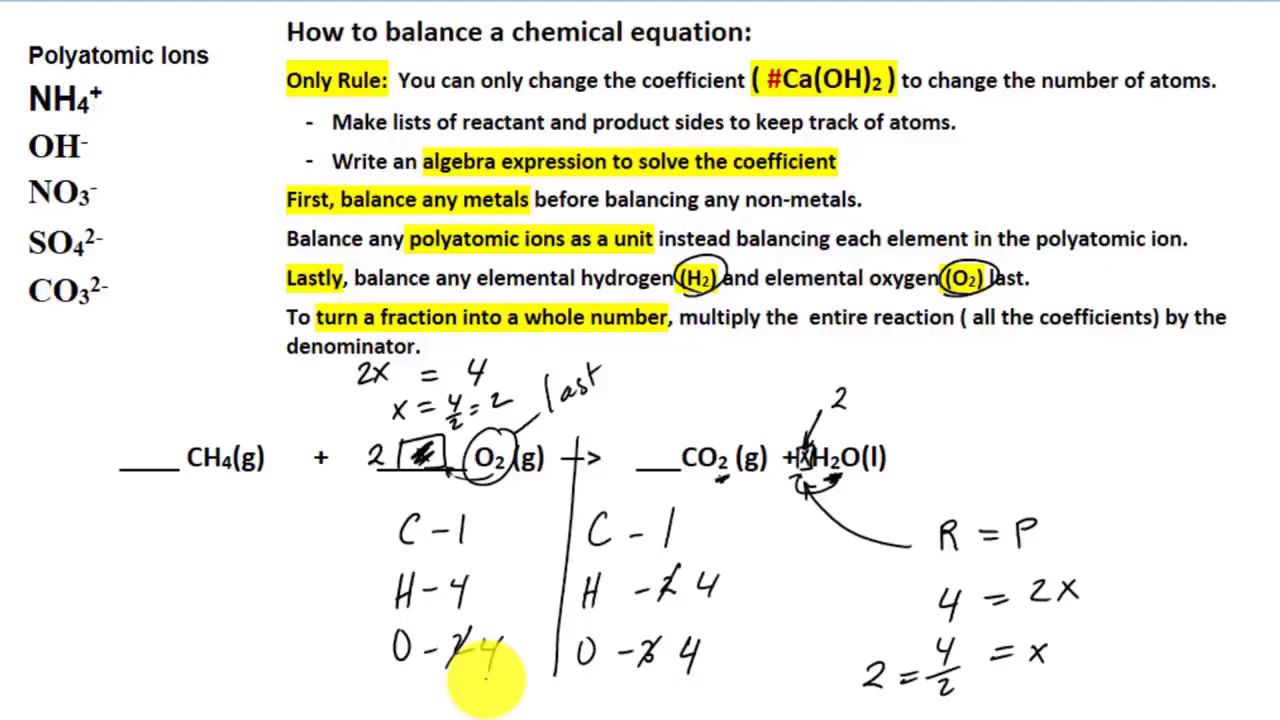 How to balance a chemical equation:
Polyatomic Ions
NH₄⁺
OH⁻
NO₃⁻
SO₄²⁻
CO₃²⁻
Only Rule: You can only change the coefficient ( #Ca(OH)₂ ) to change the number of atoms.
- Make lists of reactant and product sides to keep track of atoms.
- Write an algebra expression to solve the coefficient
First, balance any metals before balancing any non-metals.
Balance any polyatomic ions as a unit instead balancing each element in the polyatomic ion.
Lastly, balance any elemental hydrogen (H₂) and elemental oxygen (O₂) last.
To turn a fraction into a whole number, multiply the entire reaction ( all the coefficients) by the
denominator.
2x = 4
x = 4/2 = 2
last
2
____ CH4(g) + 2 ____ O₂ (g) -> ___CO₂ (g) + x H₂O(l)
C - 1
H - 4
O - 2 4
C - 1
H - 2 4
O - 3 4
R = P
4 = 2x
2 = 4/2 = x